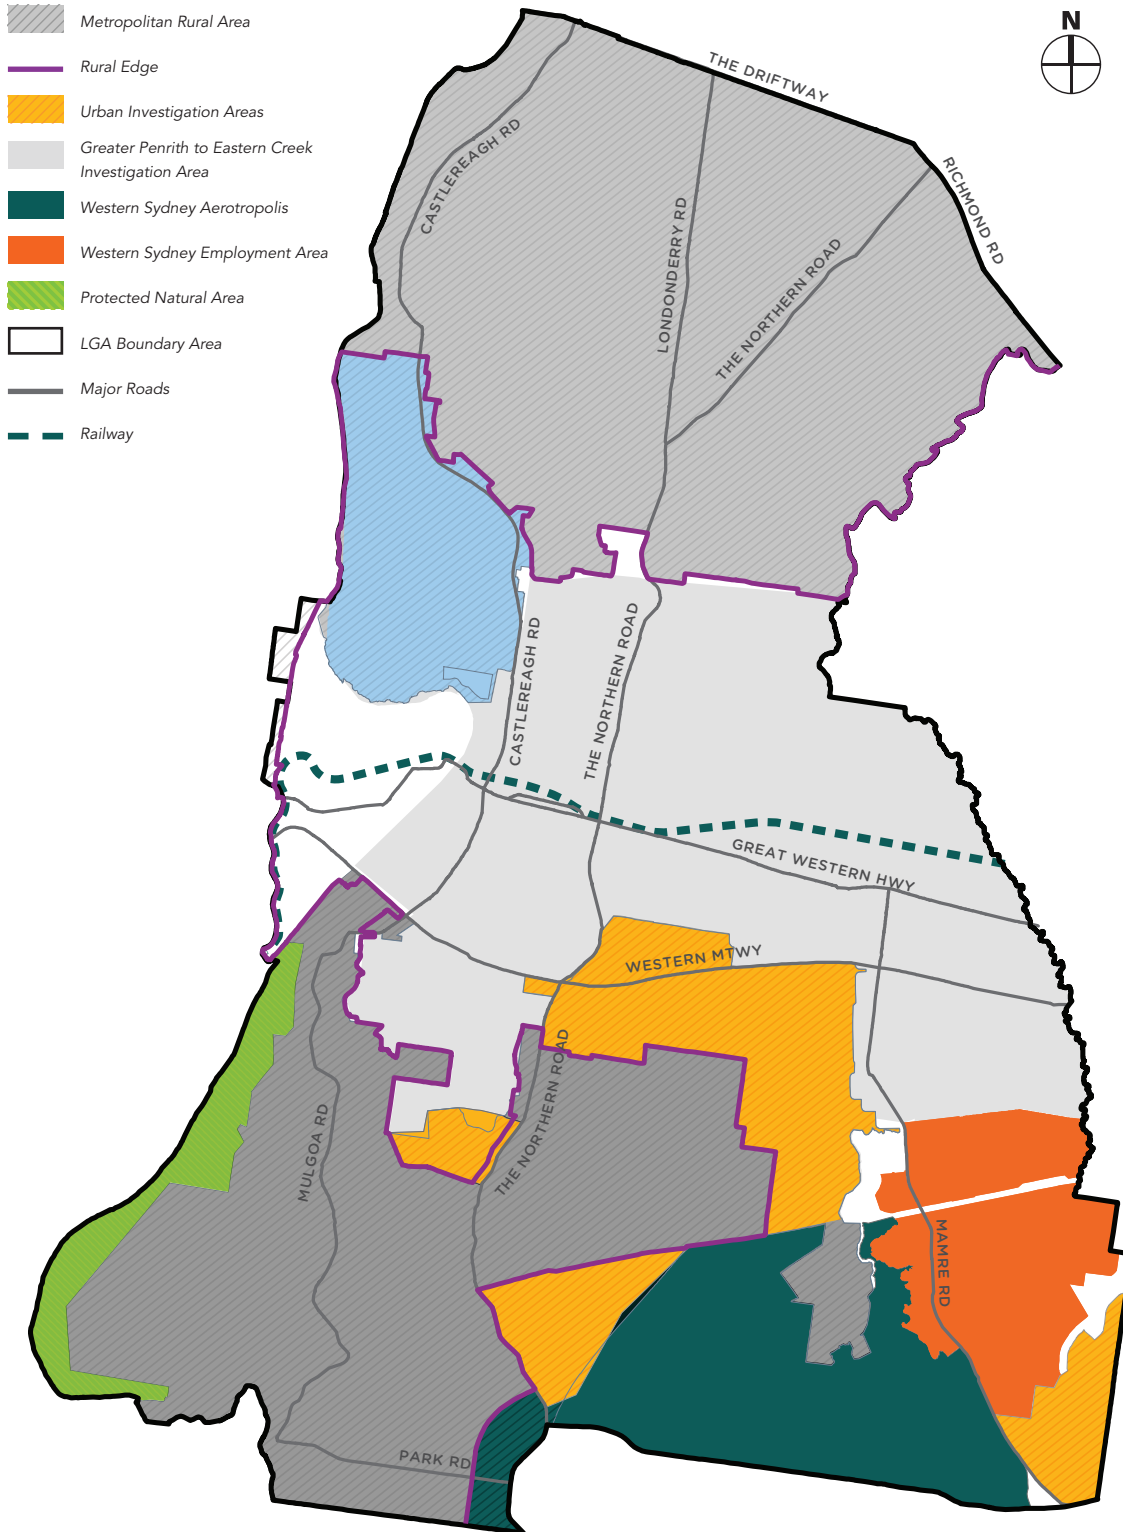 Metropolitan Rural Area
Rural Edge
Urban Investigation Areas
Greater Penrith to Eastern Creek
Investigation Area
Western Sydney Aerotropolis
Western Sydney Employment Area
Protected Natural Area
LGA Boundary Area
Major Roads
Railway
N
THE DRIFTWAY
CASTLEREAGH RD
RICHMOND RD
LONDONDERRY RD
THE NORTHERN ROAD
CASTLEREAGH RD
THE NORTHERN ROAD
GREAT WESTERN HWY
WESTERN MTWY
THE NORTHERN ROAD
MULGOA RD
MAMRE RD
PARK RD